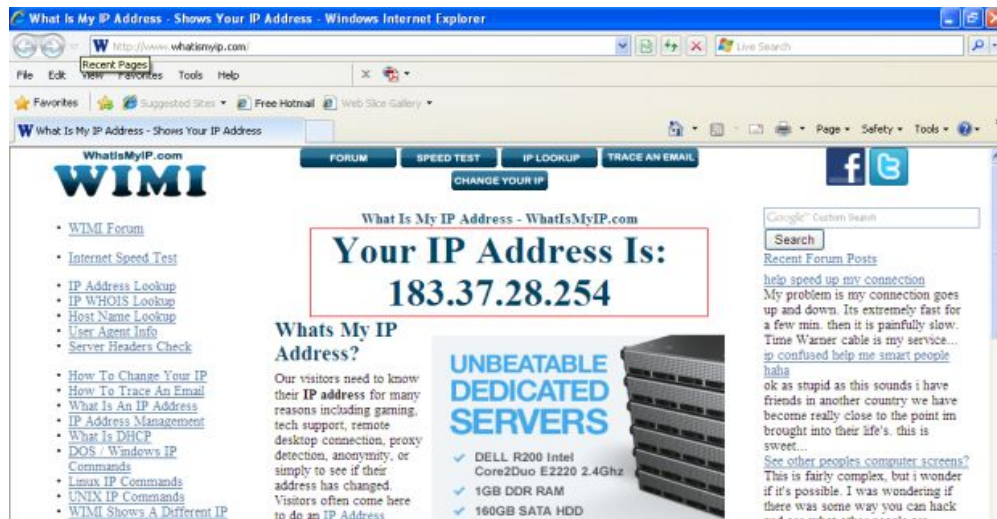 What Is My IP Address - Shows Your IP Address - Windows Internet Explorer
http://www.whatismyip.com/
Live Search
Recent Pages
File Edit View Favorites Tools Help
Favorites Suggested Sites Free Hotmail Web Slice Gallery
What Is My IP Address - Shows Your IP Address
Page Safety Tools
WhatIsMyIP.com
WIMI
FORUM SPEED TEST IP LOOKUP TRACE AN EMAIL
CHANGE YOUR IP
WIMI Forum
Internet Speed Test
IP Address Lookup
IP WHOIS Lookup
Host Name Lookup
User Agent Info
Server Headers Check
How To Change Your IP
How To Trace An Email
What Is An IP Address
IP Address Management
What Is DHCP
DOS / Windows IP
Commands
Linux IP Commands
UNIX IP Commands
WIMI Shows A Different IP
What Is My IP Address - WhatIsMyIP.com
Your IP Address Is:
183.37.28.254
Whats My IP
Address?
Our visitors need to know
their IP address for many
reasons including gaming,
tech support, remote
desktop connection, proxy
detection, anonymity, or
simply to see if their
address has changed.
Visitors often come here
to do an IP Address
UNBEATABLE
DEDICATED
SERVERS
DELL R200 Intel
Core2Duo E2220 2.4Ghz
1GB DDR RAM
160GB SATA HDD
Google™ Custom Search
Search
Recent Forum Posts
help speed up my connection
My problem is my connection goes
up and down. Its extremely fast for
a few min. then it is painfully slow.
Time Warner cable is my service...
ip confused help me smart people
haha
ok as stupid as this sounds i have
friends in another country we have
become really close to the point im
brought into their life's. this is
sweet...
See other peoples computer screens?
This is fairly complex, but i wonder
if it's possible. I was wondering if
there was some way you can hack